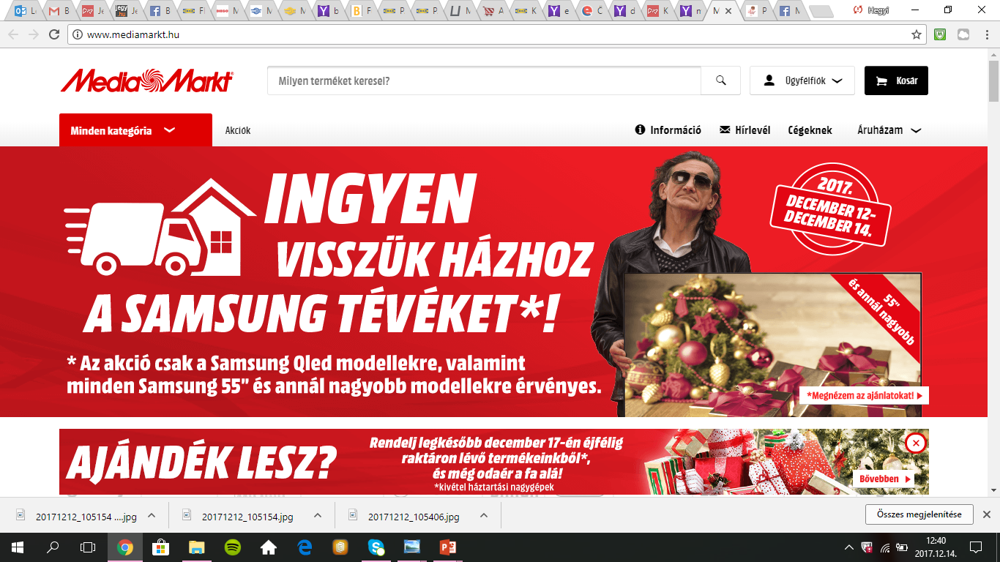 Hegyi
www.mediamarkt.hu
Media Markt
Milyen terméket keresel?
Ügyfélfiók
Kosár
Minden kategória
Akciók
Információ
Hírlevél
Cégeknek
Áruházam
INGYEN
VISSZÜK HÁZHOZ
A SAMSUNG TÉVÉKET*!
* Az akció csak a Samsung Qled modellekre, valamint
minden Samsung 55" és annál nagyobb modellekre érvényes.
2017.
DECEMBER 12-
DECEMBER 14.
55"
és annál nagyobb
*Megnézem az ajánlatokat!
AJÁNDÉK LESZ?
Rendelj legkésőbb december 17-én éjfélig
raktáron lévő termékeinkből*,
és még odaér a fa alá!
*kivétel háztartási nagygépek
Bővebben
20171212_105154 ....jpg
20171212_105154.jpg
20171212_105406.jpg
Összes megjelenítése
12:40
2017.12.14.